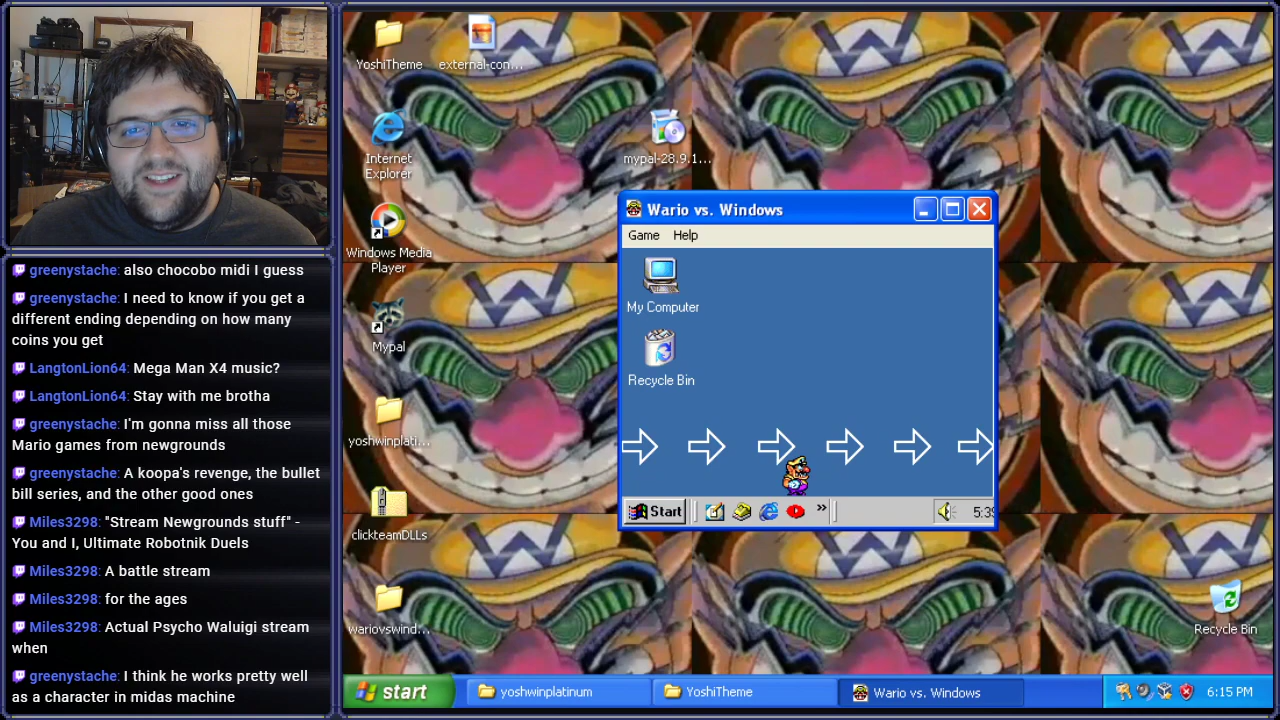 greenystache: also chocobo midi I guess
greenystache: I need to know if you get a
different ending depending on how many
coins you get
LangtonLion64: Mega Man X4 music?
LangtonLion64: Stay with me brotha
greenystache: I'm gonna miss all those
Mario games from newgrounds
greenystache: A koopa's revenge, the bullet
bill series, and the other good ones
Miles3298: "Stream Newgrounds stuff" -
You and I, Ultimate Robotnik Duels
Miles3298: A battle stream
Miles3298: for the ages
Miles3298: Actual Psycho Waluigi stream
when
greenystache: I think he works pretty well
as a character in midas machine
YoshiTheme
external-con...
Internet
Explorer
mypal-28.9.1...
Windows Media
Player
Mypal
yoshwinplati...
clickteamDLLs
wariovswind...
Wario vs. Windows
Game Help
My Computer
Recycle Bin
Start
»
5:39
Recycle Bin
start
yoshwinplatinum
YoshiTheme
Wario vs. Windows
6:15 PM